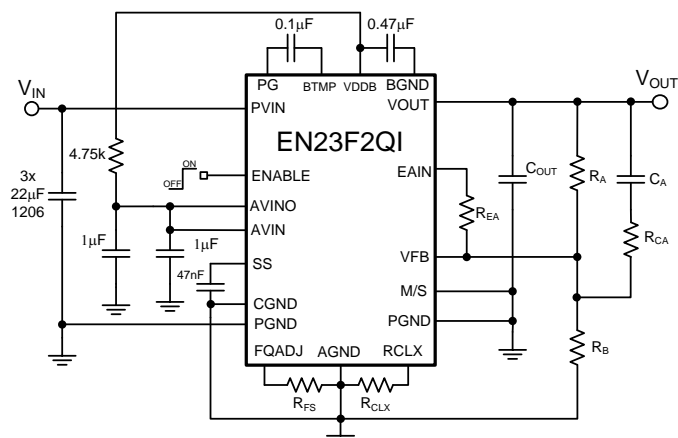 0.1µF
0.47µF
PG
BTMP
VDDB
BGND
V_IN
PVIN
VOUT
V_OUT
EN23F2QI
4.75k
3x
22µF
1206
ON
OFF
ENABLE
EAIN
C_OUT
R_A
C_A
AVINO
R_EA
R_CA
AVIN
1µF
1µF
SS
VFB
47nF
CGND
M/S
PGND
PGND
R_B
FQADJ
AGND
RCLX
R_FS
R_CLX